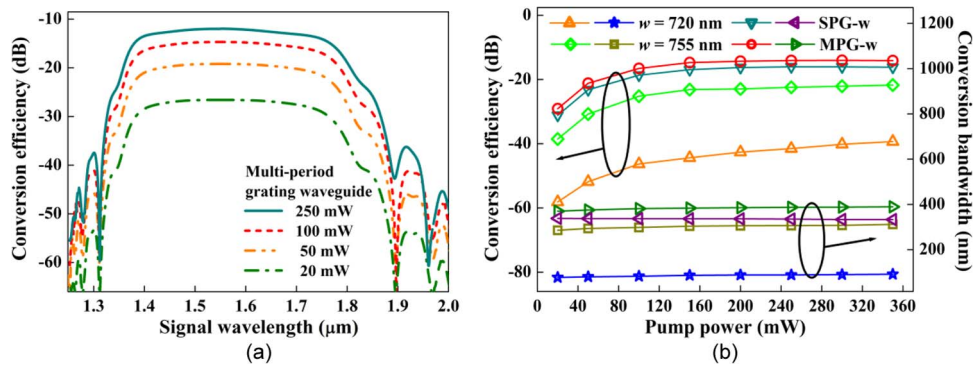 Conversion efficiency (dB)
-10
-20
-30
-40
-50
-60
Multi-period
grating waveguide
250 mW
100 mW
50 mW
20 mW
1.3 1.4 1.5 1.6 1.7 1.8 1.9 2.0
Signal wavelength (μm)
(a)
Conversion efficiency (dB)
0
-20
-40
-60
-80
w = 720 nm SPG-w
w = 755 nm MPG-w
1200
1000
800
600
400
200
Conversion bandwidth (nm)
0 40 80 120 160 200 240 280 320 360
Pump power (mW)
(b)